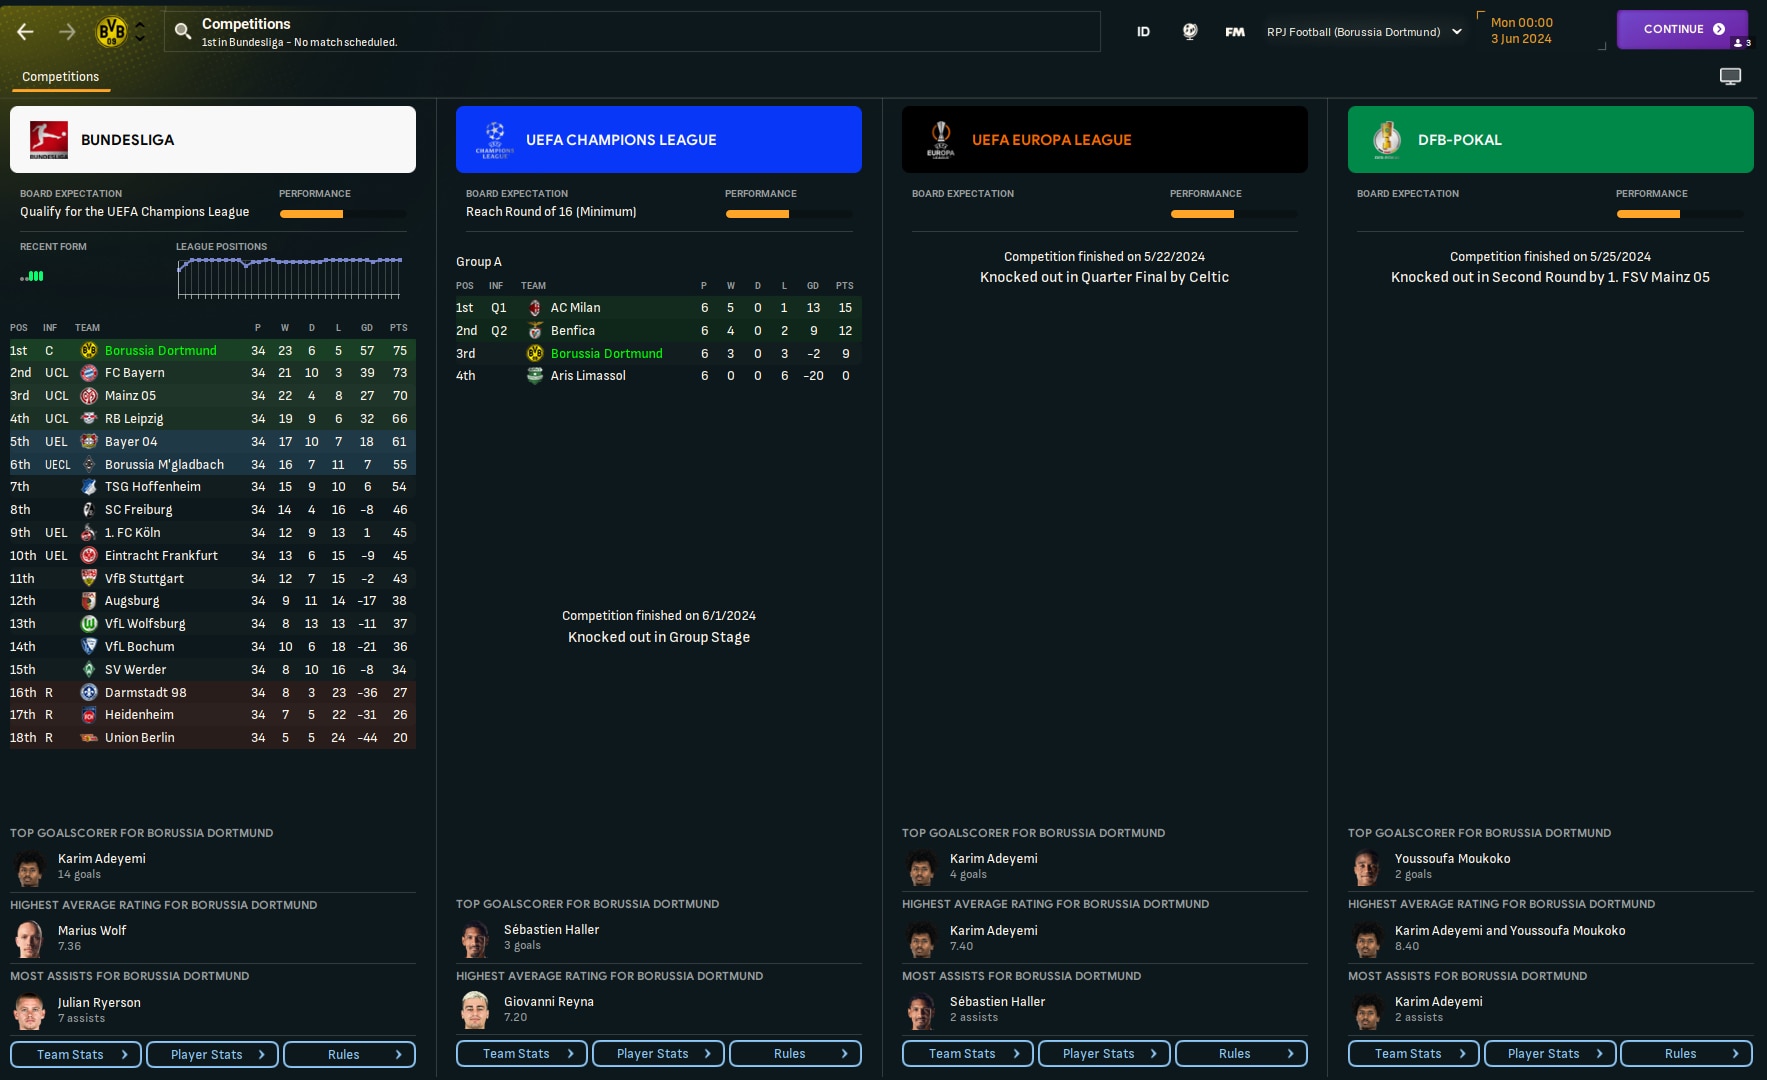 Competitions
1st in Bundesliga - No match scheduled.
ID
FM
RPJ Football (Borussia Dortmund)
Mon 00:00
3 Jun 2024
CONTINUE
3
Competitions
BUNDESLIGA
BOARD EXPECTATION PERFORMANCE
Qualify for the UEFA Champions League
RECENT FORM LEAGUE POSITIONS
POS INF TEAM P W D L GD PTS
1st C Borussia Dortmund 34 23 6 5 57 75
2nd UCL FC Bayern 34 21 10 3 39 73
3rd UCL Mainz 05 34 22 4 8 27 70
4th UCL RB Leipzig 34 19 9 6 32 66
5th UEL Bayer 04 34 17 10 7 18 61
6th UECL Borussia M'gladbach 34 16 7 11 7 55
7th TSG Hoffenheim 34 15 9 10 6 54
8th SC Freiburg 34 14 4 16 -8 46
9th UEL 1. FC Köln 34 12 9 13 1 45
10th UEL Eintracht Frankfurt 34 13 6 15 -9 45
11th VfB Stuttgart 34 12 7 15 -2 43
12th Augsburg 34 9 11 14 -17 38
13th VfL Wolfsburg 34 8 13 13 -11 37
14th VfL Bochum 34 10 6 18 -21 36
15th SV Werder 34 8 10 16 -8 34
16th R Darmstadt 98 34 8 3 23 -36 27
17th R Heidenheim 34 7 5 22 -31 26
18th R Union Berlin 34 5 5 24 -44 20
TOP GOALSCORER FOR BORUSSIA DORTMUND
Karim Adeyemi
14 goals
HIGHEST AVERAGE RATING FOR BORUSSIA DORTMUND
Marius Wolf
7.36
MOST ASSISTS FOR BORUSSIA DORTMUND
Julian Ryerson
7 assists
Team Stats Player Stats Rules
UEFA CHAMPIONS LEAGUE
BOARD EXPECTATION PERFORMANCE
Reach Round of 16 (Minimum)
Group A
POS INF TEAM P W D L GD PTS
1st Q1 AC Milan 6 5 0 1 13 15
2nd Q2 Benfica 6 4 0 2 9 12
3rd Borussia Dortmund 6 3 0 3 -2 9
4th Aris Limassol 6 0 0 6 -20 0
Competition finished on 6/1/2024
Knocked out in Group Stage
TOP GOALSCORER FOR BORUSSIA DORTMUND
Sébastien Haller
3 goals
HIGHEST AVERAGE RATING FOR BORUSSIA DORTMUND
Giovanni Reyna
7.20
Team Stats Player Stats Rules
UEFA EUROPA LEAGUE
BOARD EXPECTATION PERFORMANCE
Competition finished on 5/22/2024
Knocked out in Quarter Final by Celtic
TOP GOALSCORER FOR BORUSSIA DORTMUND
Karim Adeyemi
4 goals
HIGHEST AVERAGE RATING FOR BORUSSIA DORTMUND
Karim Adeyemi
7.40
MOST ASSISTS FOR BORUSSIA DORTMUND
Sébastien Haller
2 assists
Team Stats Player Stats Rules
DFB-POKAL
BOARD EXPECTATION PERFORMANCE
Competition finished on 5/25/2024
Knocked out in Second Round by 1. FSV Mainz 05
TOP GOALSCORER FOR BORUSSIA DORTMUND
Youssoufa Moukoko
2 goals
HIGHEST AVERAGE RATING FOR BORUSSIA DORTMUND
Karim Adeyemi and Youssoufa Moukoko
8.40
MOST ASSISTS FOR BORUSSIA DORTMUND
Karim Adeyemi
2 assists
Team Stats Player Stats Rules